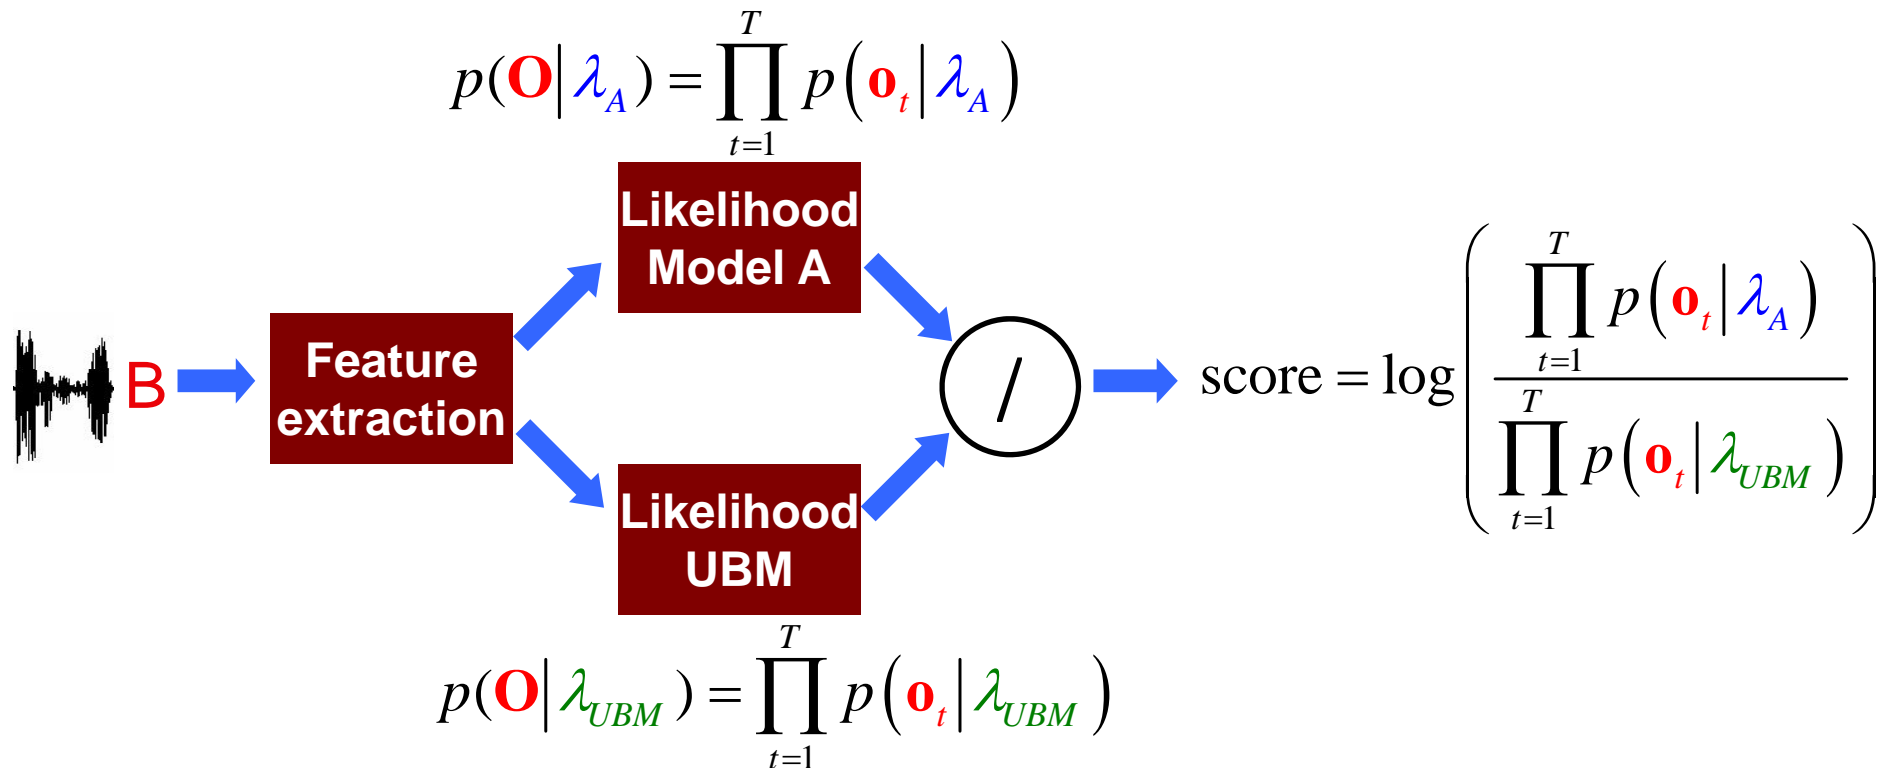 p(O|λ_A) = ∏_{t=1}^{T} p(o_t|λ_A)
Likelihood
Model A
B
Feature
extraction
/
score = log( ∏_{t=1}^{T} p(o_t|λ_A) / ∏_{t=1}^{T} p(o_t|λ_UBM) )
Likelihood
UBM
p(O|λ_UBM) = ∏_{t=1}^{T} p(o_t|λ_UBM)